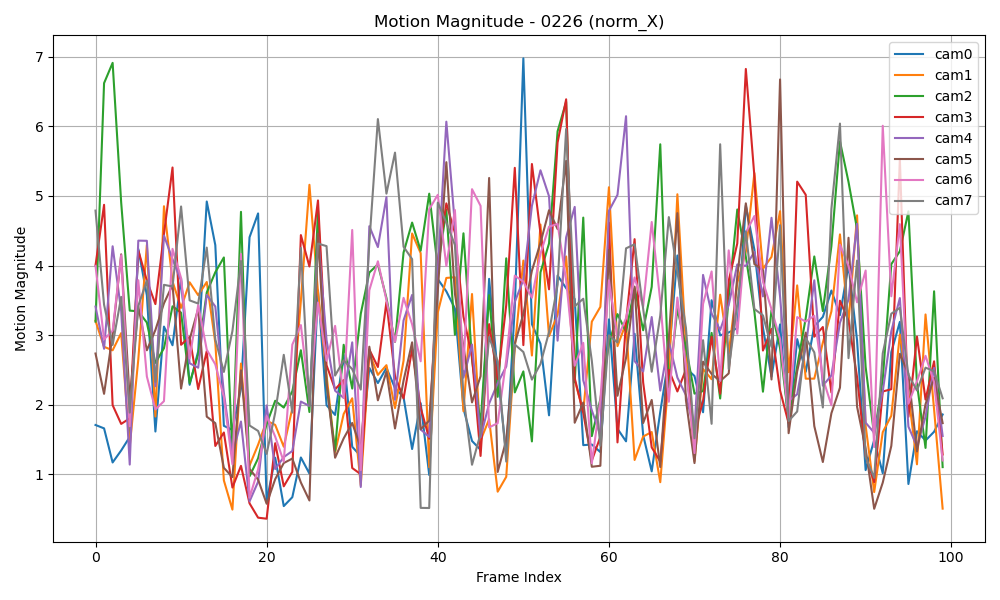 Motion Magnitude - 0226 (norm_X)
Motion Magnitude
7
6
5
4
3
2
1
0
20
40
60
80
100
Frame Index
cam0
cam1
cam2
cam3
cam4
cam5
cam6
cam7